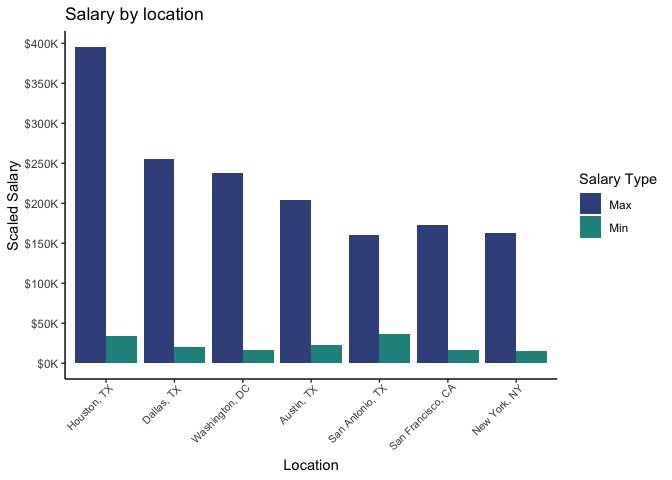 Salary by location
$400K
$350K
$300K
$250K
$200K
$150K
$100K
$50K
$0K
Scaled Salary
Houston, TX
Dallas, TX
Washington, DC
Austin, TX
San Antonio, TX
San Francisco, CA
New York, NY
Location
Salary Type
Max
Min